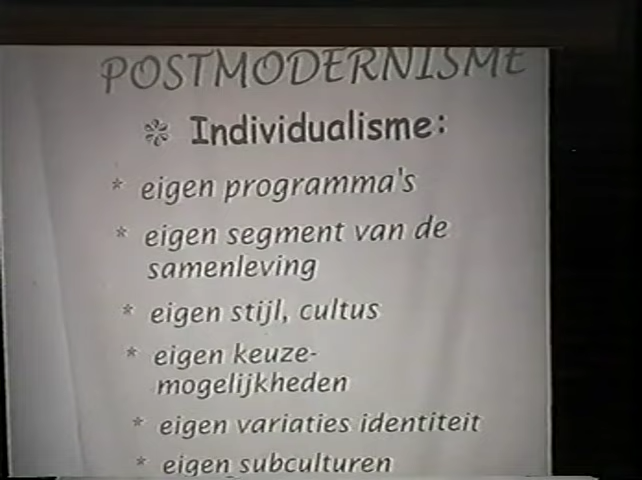 POSTMODERNISME
Individualisme:
* eigen programma's
* eigen segment van de
samenleving
* eigen stijl, cultus
* eigen keuze-
mogelijkheden
* eigen variaties identiteit
* eigen subculturen